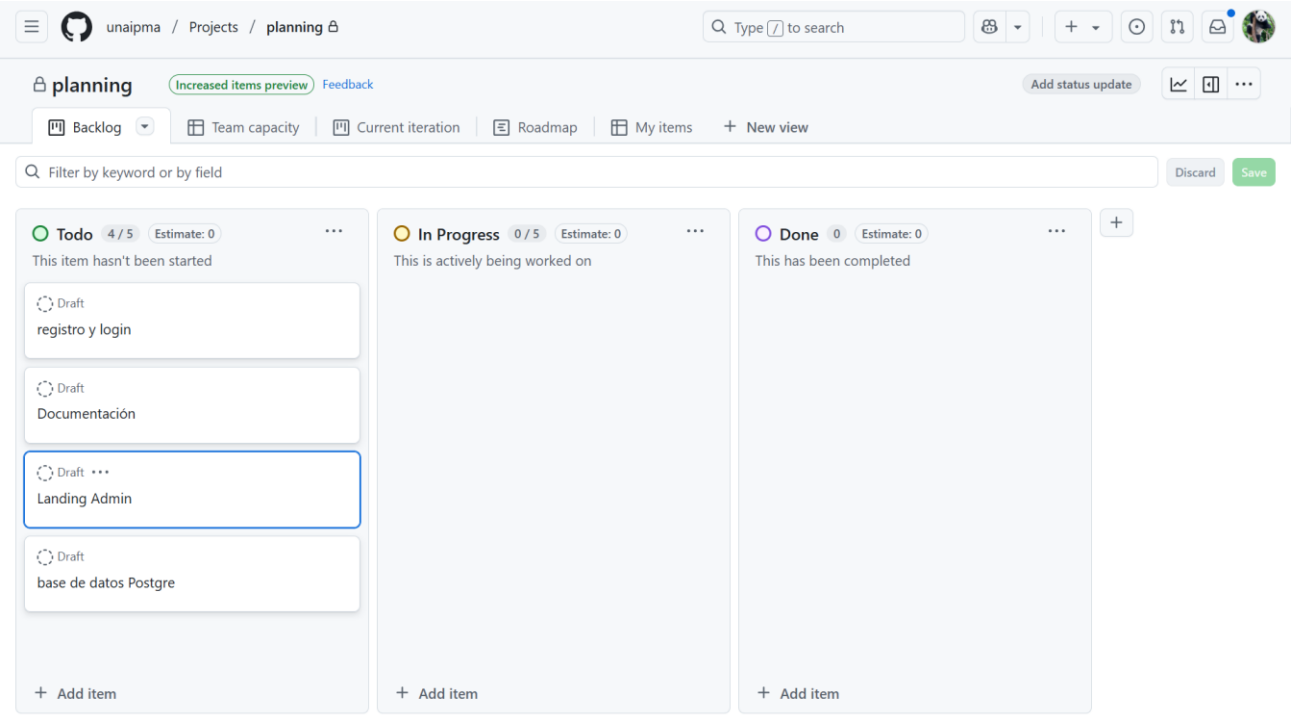 unaipma / Projects / planning
Type / to search
planning Increased items preview Feedback Add status update
Backlog Team capacity Current iteration Roadmap My items + New view
Filter by keyword or by field Discard Save
Todo 4 / 5 Estimate: 0
This item hasn't been started
Draft
registro y login
Draft
Documentación
Draft ···
Landing Admin
Draft
base de datos Postgre
+ Add item
In Progress 0 / 5 Estimate: 0
This is actively being worked on
+ Add item
Done 0 Estimate: 0
This has been completed
+ Add item